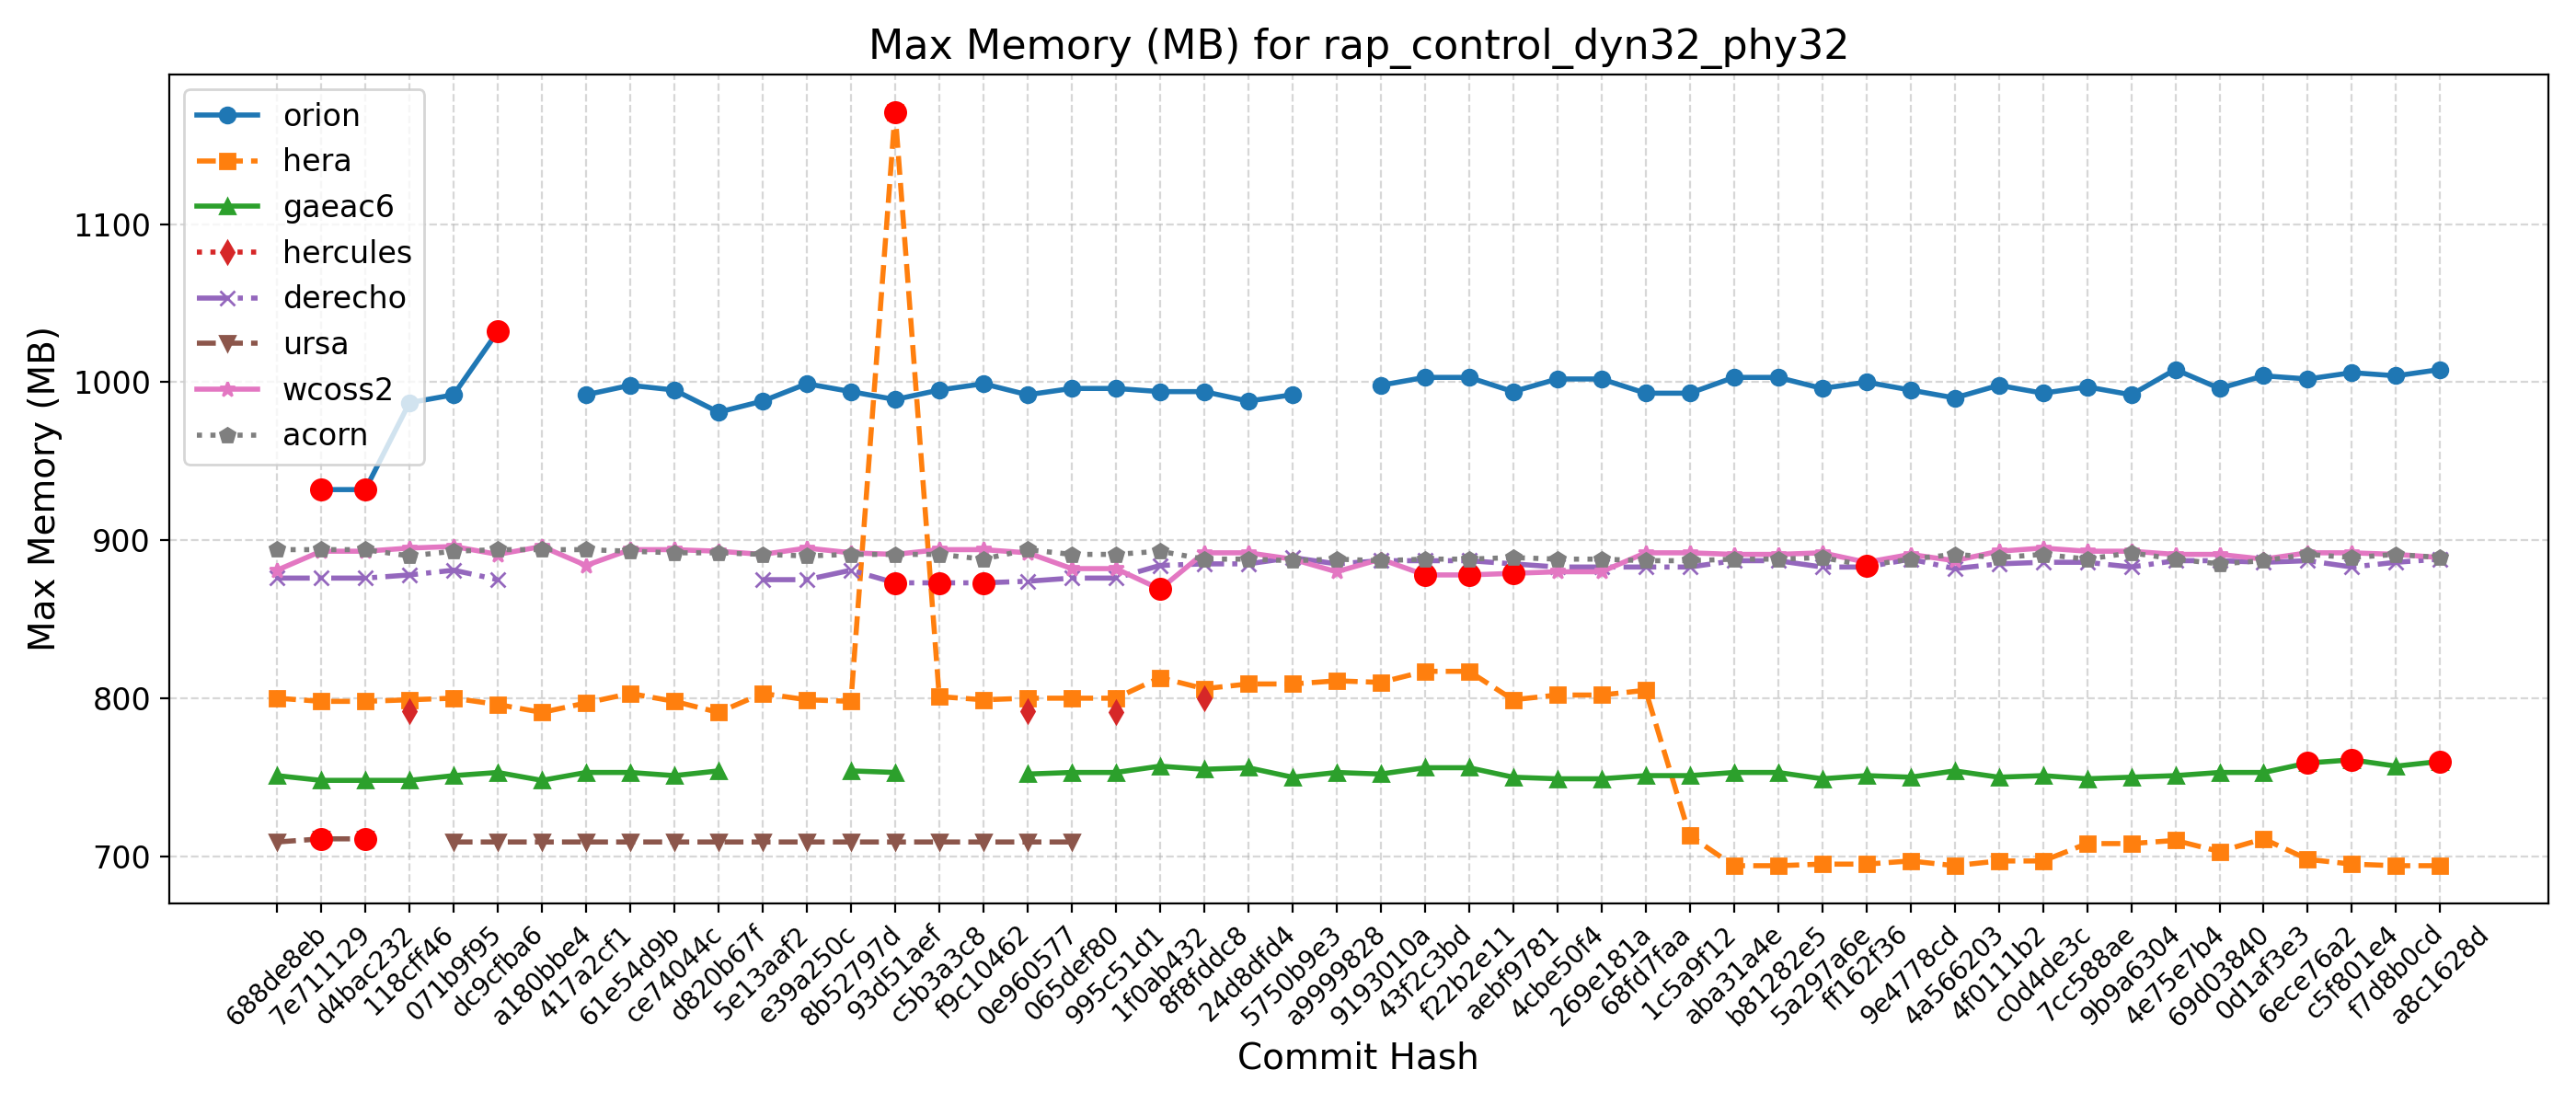 Max Memory (MB) for rap_control_dyn32_phy32
orion
hera
gaeac6
hercules
derecho
ursa
wcoss2
acorn
Max Memory (MB)
1100
1000
900
800
700
688de8eb
7e711129
d4bac232
118cff46
071b9f95
dc9cfba6
a180bbe4
417a2cf1
61e54d9b
ce74044c
d820b67f
5e13aaf2
e39a250c
8b52797d
93d51aef
c5b3a3c8
f9c10462
0e960577
065def80
995c51d1
1f0ab432
8f8fddc8
24d8dfd4
5750b9e3
a9999828
9193010a
43f2c3bd
f22b2e11
aebf9781
4cbe50f4
269e181a
68fd7faa
1c5a9f12
aba31a4e
b81282e5
5a297a6e
ff162f36
9e4778cd
4a566203
4f0111b2
c0d4de3c
7cc588ae
9b9a6304
4e75e7b4
69d03840
0d1af3e3
6ece76a2
c5f801e4
f7d8b0cd
a8c1628d
Commit Hash